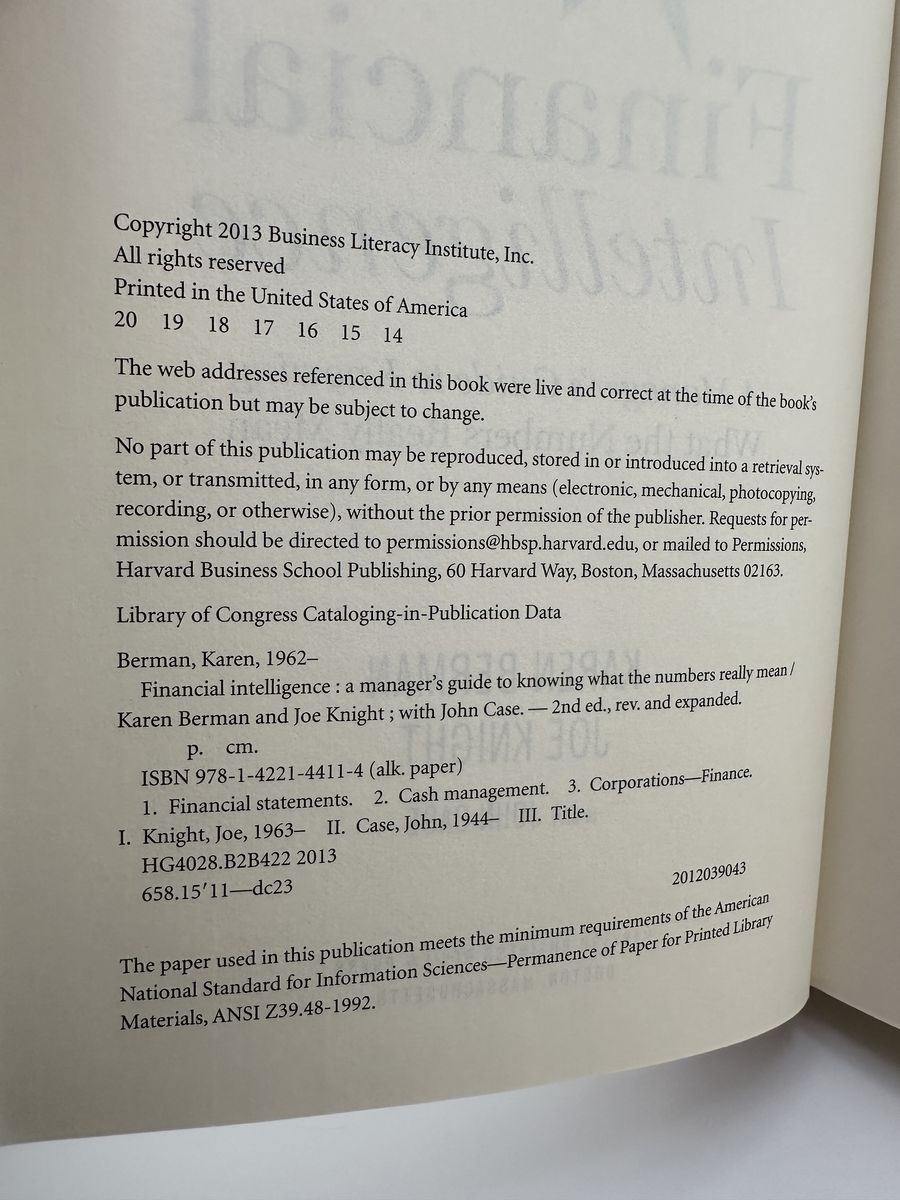 Copyright 2013 Business Literacy Institute, Inc.
All rights reserved
Printed in the United States of America
20 19 18 17 16 15 14
The web addresses referenced in this book were live and correct at the time of the book's
publication but may be subject to change.
No part of this publication may be reproduced, stored in or introduced into a retrieval sys-
tem, or transmitted, in any form, or by any means (electronic, mechanical, photocopying,
recording, or otherwise), without the prior permission of the publisher. Requests for per-
mission should be directed to permissions@hbsp.harvard.edu, or mailed to Permissions,
Harvard Business School Publishing, 60 Harvard Way, Boston, Massachusetts 02163.
Library of Congress Cataloging-in-Publication Data
Berman, Karen, 1962–
Financial intelligence : a manager's guide to knowing what the numbers really mean /
Karen Berman and Joe Knight ; with John Case. — 2nd ed., rev. and expanded.
p. cm.
ISBN 978-1-4221-4411-4 (alk. paper)
1. Financial statements. 2. Cash management. 3. Corporations—Finance.
I. Knight, Joe, 1963– II. Case, John, 1944– III. Title.
HG4028.B2B422 2013
658.15′11—dc23
2012039043
The paper used in this publication meets the minimum requirements of the American
National Standard for Information Sciences—Permanence of Paper for Printed Library
Materials, ANSI Z39.48-1992.